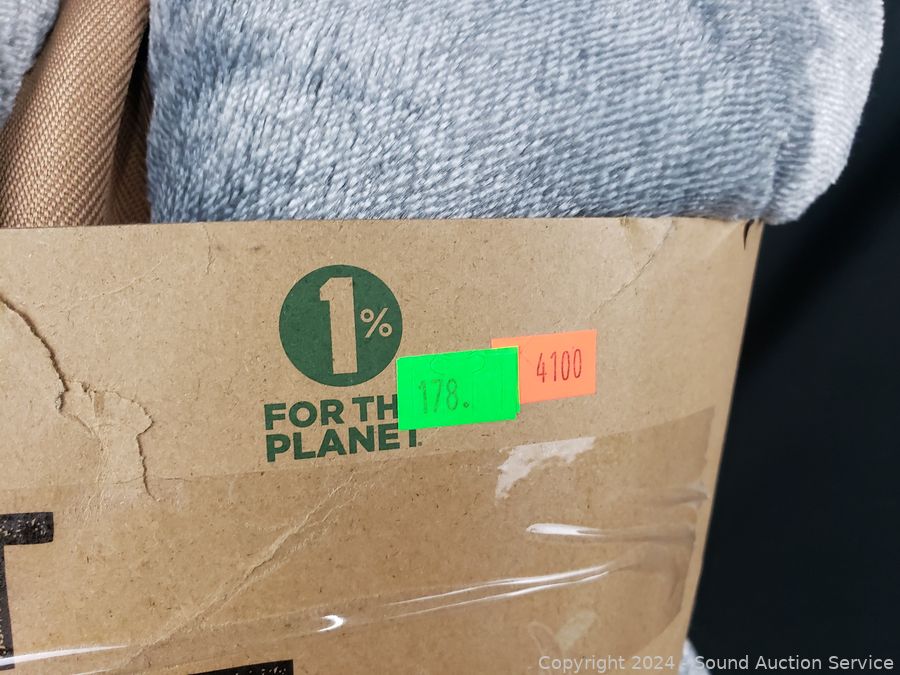 1%
FOR TH
PLANET
178.
4100
Copyright © 2024 - Sound Auction Service